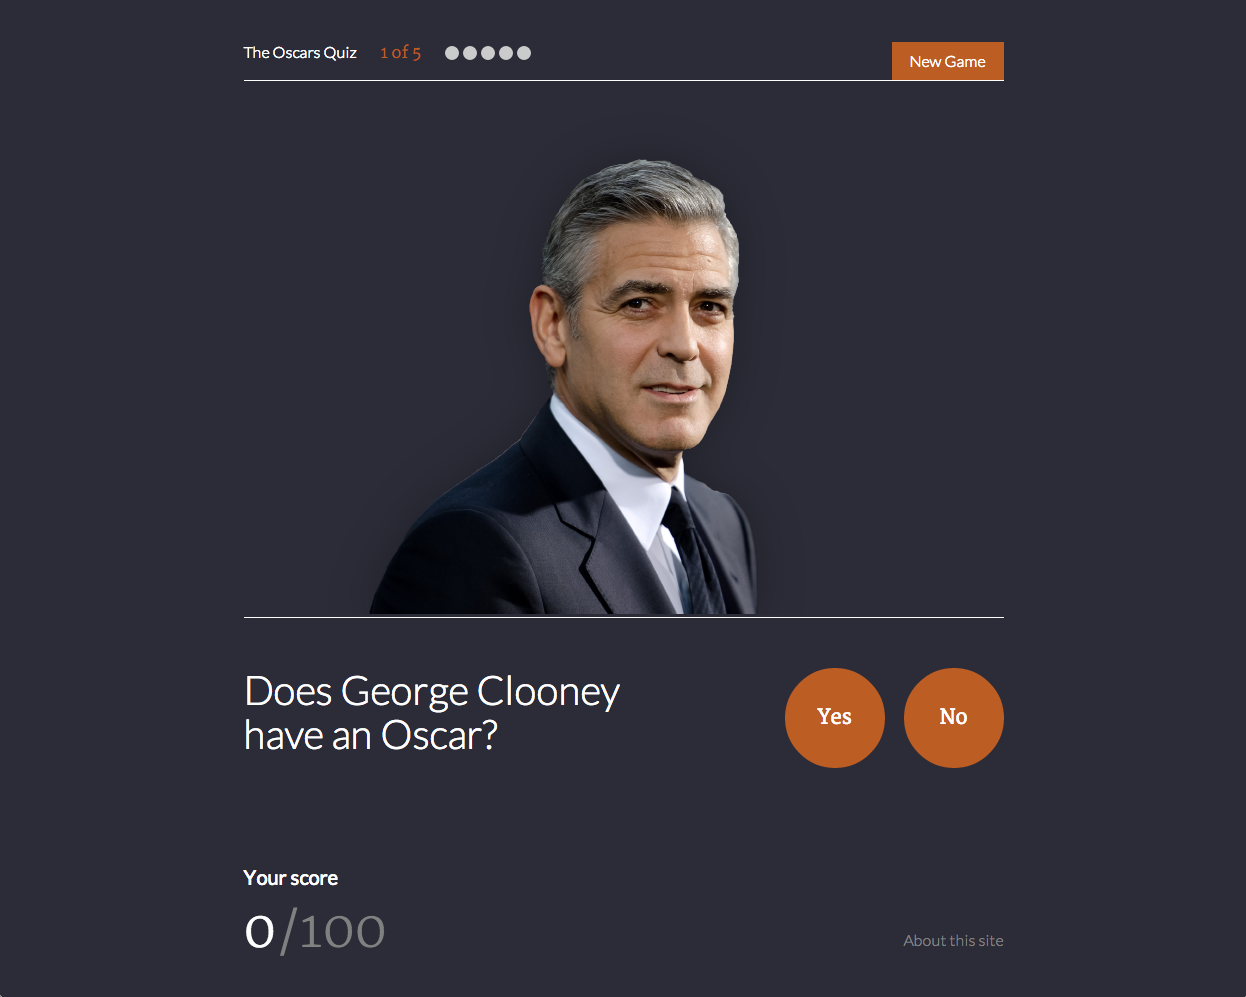 The Oscars Quiz 1 of 5
New Game
Does George Clooney
have an Oscar?
Yes
No
Your score
0/100
About this site